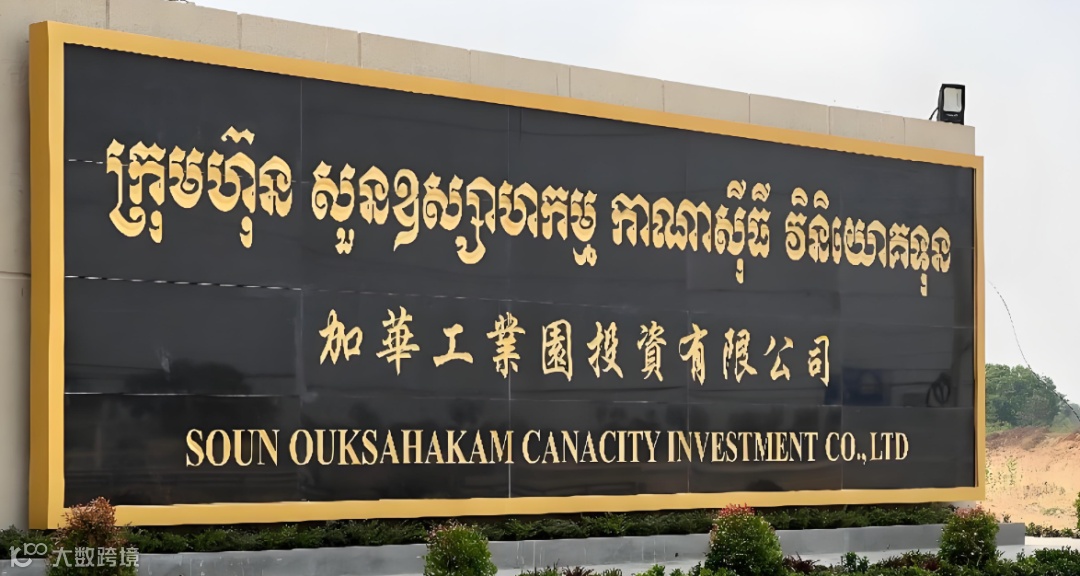 ក្រុមហ៊ុន សួនឧស្សាហកម្ម កាណាស៊ីធី វិនិយោគទុន
加華工業園投資有限公司
SOUN OUKSAHAKAM CANACITY INVESTMENT CO., LTD
大数跨境